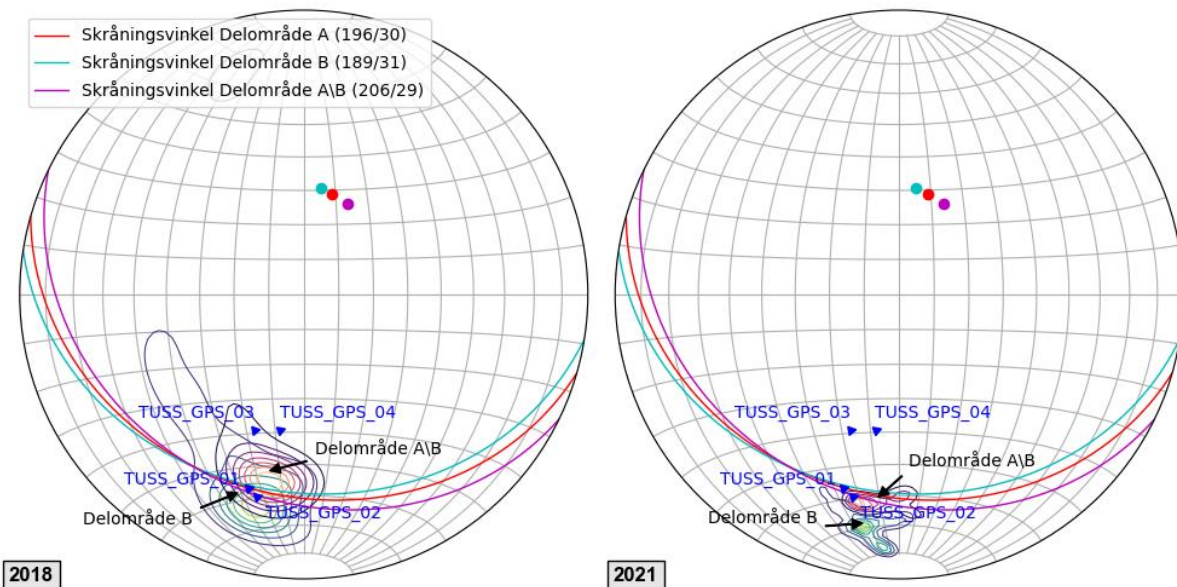 Skråningsvinkel Delområde A (196/30)
Skråningsvinkel Delområde B (189/31)
Skråningsvinkel Delområde A\B (206/29)
TUSS_GPS_03
TUSS_GPS_04
Delområde A\B
TUSS_GPS_01
TUSS_GPS_02
Delområde B
2018
TUSS_GPS_03
TUSS_GPS_04
Delområde A\B
TUSS_GPS_01
TUSS_GPS_02
Delområde B
2021